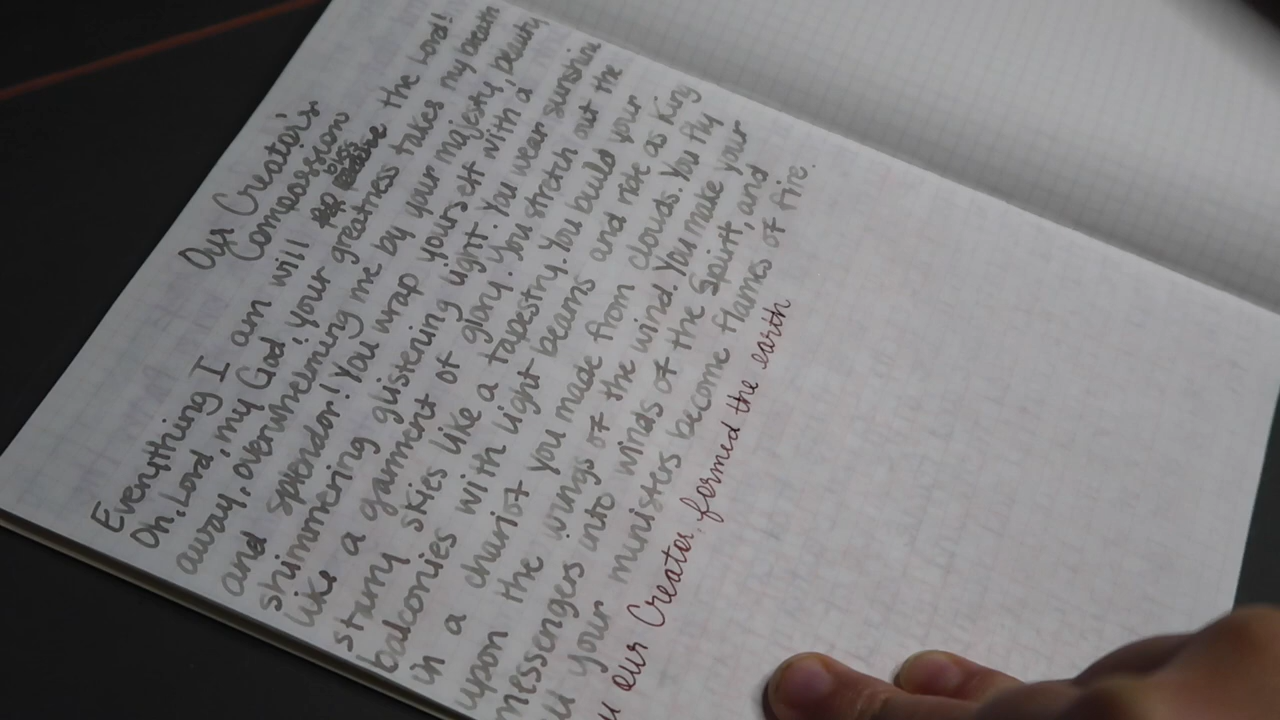 Our Creator's
Compassion
Everything I am will bless the Lord!
Oh, Lord, my God! Your greatness takes my breath
away, overwhelming me by your majesty, beauty
and splendor! You wrap yourself with a
shimmering glistening light. You wear sunshine
like a garment of glory. You stretch out the
starry skies like a tapestry. You build your
balconies with light beams and ride as King
in a chariot you made from clouds. You fly
upon the wings of the wind. You make your
messengers into winds of the Spirit, and
your ministers become flames of fire.
our Creator, formed the earth